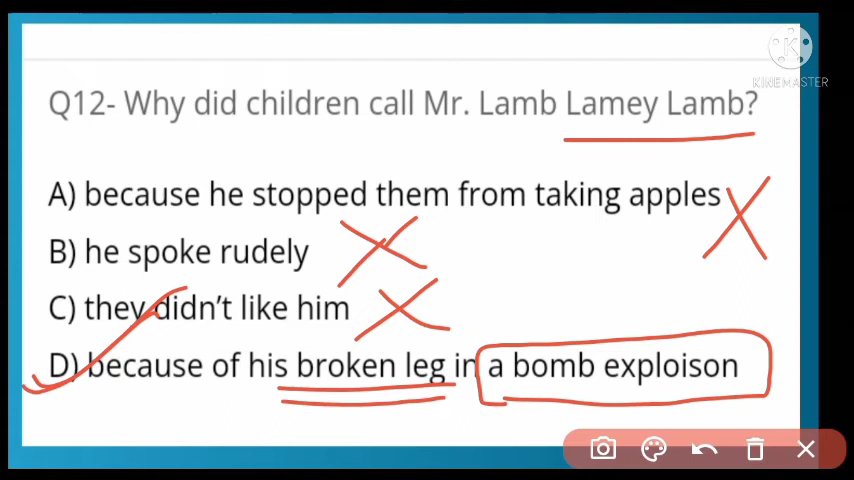 K
KINEMASTER
Q12- Why did children call Mr. Lamb Lamey Lamb?
A) because he stopped them from taking apples
B) he spoke rudely
C) they didn't like him
D) because of his broken leg in a bomb exploison